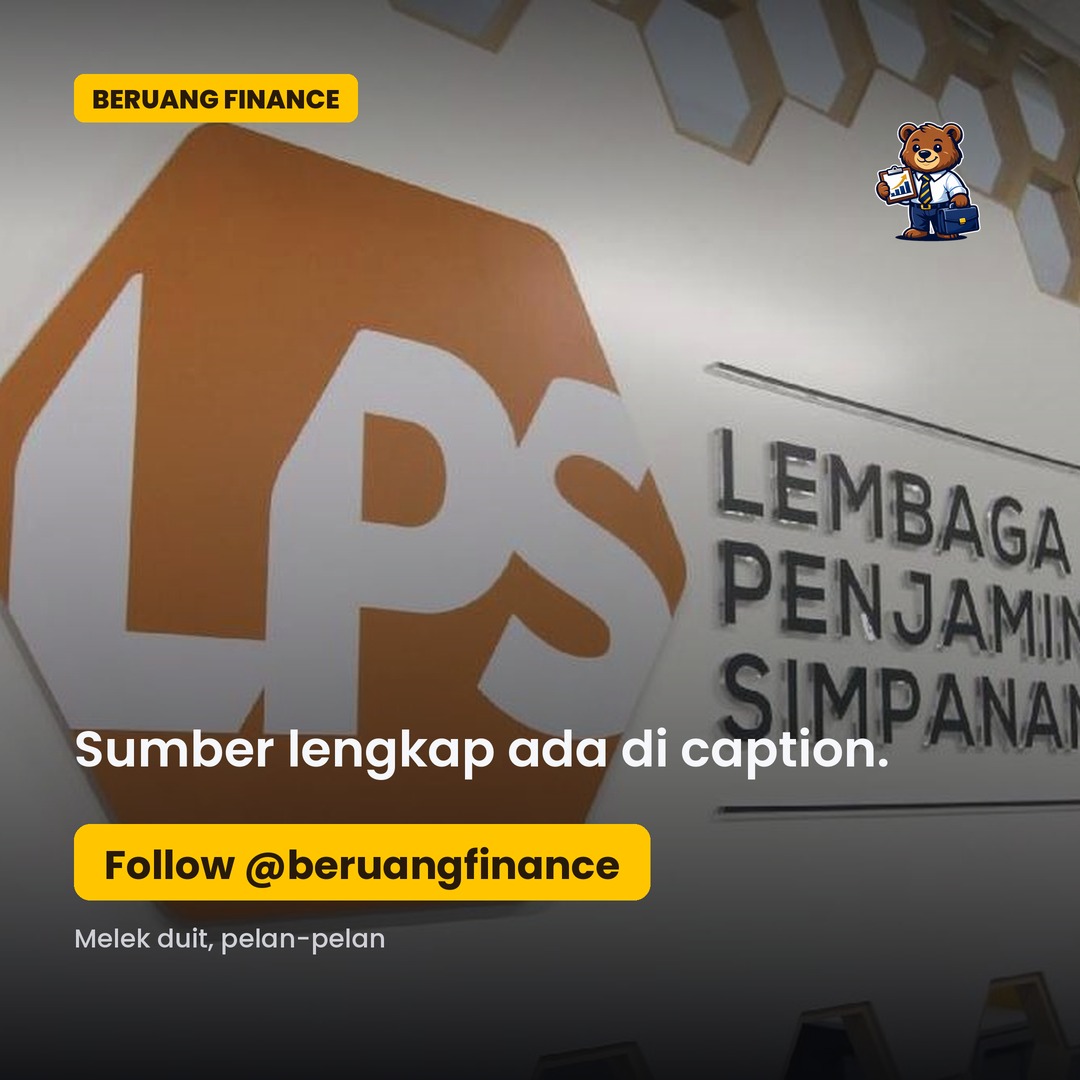 BERUANG FINANCE
LPS
LEMBAGA
PENJAMIN
SIMPANAN
Sumber lengkap ada di caption.
Follow @beruangfinance
Melek duit, pelan-pelan